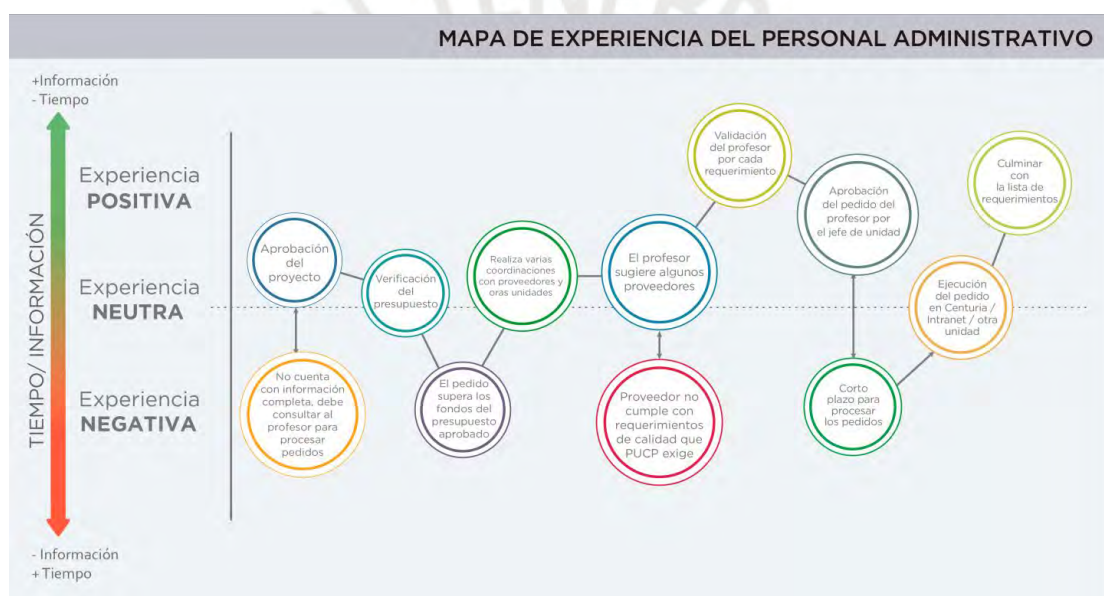 MAPA DE EXPERIENCIA DEL PERSONAL ADMINISTRATIVO
+Información
- Tiempo
TIEMPO/ INFORMACIÓN
Experiencia
POSITIVA
Experiencia
NEUTRA
Experiencia
NEGATIVA
- Información
+ Tiempo
Aprobación
del
proyecto
No cuenta
con información
completa, debe
consultar al
profesor para
procesar
pedidos
Verificación
del
presupuesto
El pedido
supera los
fondos del
presupuesto
aprobado
Realiza varias
coordinaciones
con proveedores y
oras unidades
El profesor
sugiere algunos
proveedores
Proveedor no
cumple con
requerimientos
de calidad que
PUCP exige
Validación
del profesor
por cada
requerimiento
Aprobación
del pedido del
profesor por
el jefe de unidad
Corto
plazo para
procesar
los pedidos
Ejecución
del pedido
en Centuria /
Intranet / otra
unidad
Culminar
con
la lista de
requerimientos